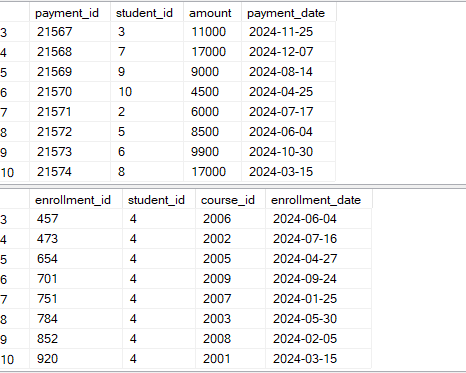 payment_id student_id amount payment_date
3 21567 3 11000 2024-11-25
4 21568 7 17000 2024-12-07
5 21569 9 9000 2024-08-14
6 21570 10 4500 2024-04-25
7 21571 2 6000 2024-07-17
8 21572 5 8500 2024-06-04
9 21573 6 9900 2024-10-30
10 21574 8 17000 2024-03-15
enrollment_id student_id course_id enrollment_date
3 457 4 2006 2024-06-04
4 473 4 2002 2024-07-16
5 654 4 2005 2024-04-27
6 701 4 2009 2024-09-24
7 751 4 2007 2024-01-25
8 784 4 2003 2024-05-30
9 852 4 2008 2024-02-05
10 920 4 2001 2024-03-15